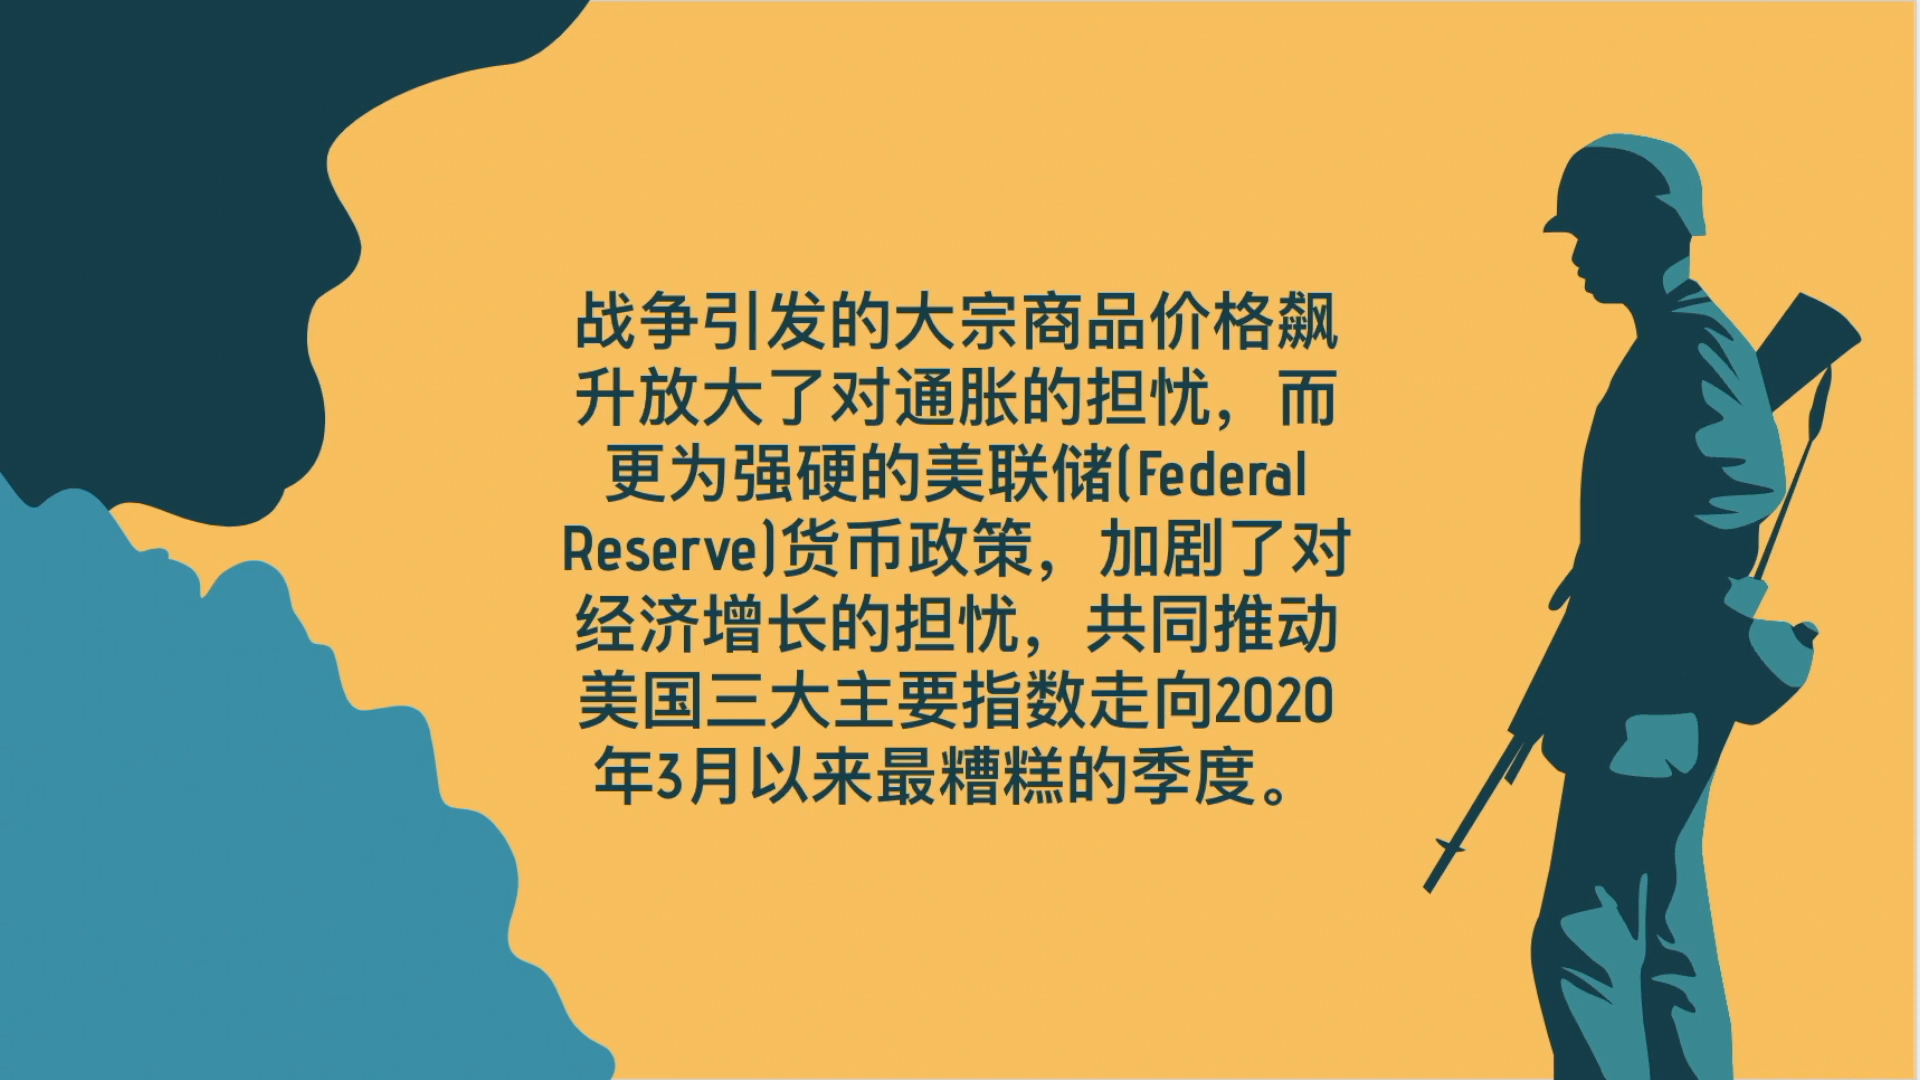 战争引发的大宗商品价格飙
升放大了对通胀的担忧，而
更为强硬的美联储(Federal
Reserve)货币政策，加剧了对
经济增长的担忧，共同推动
美国三大主要指数走向2020
年3月以来最糟糕的季度。